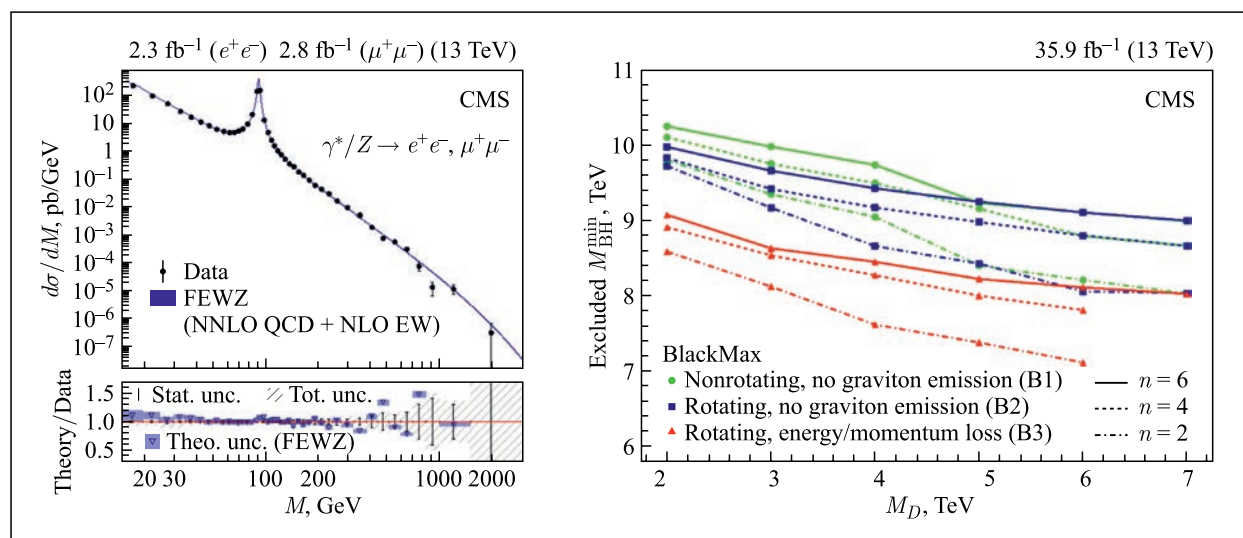 2.3 fb⁻¹ (e⁺e⁻) 2.8 fb⁻¹ (μ⁺μ⁻) (13 TeV)
CMS
γ*/Z → e⁺e⁻, μ⁺μ⁻
dσ/dM, pb/GeV
10²
10
1
10⁻¹
10⁻²
10⁻³
10⁻⁴
10⁻⁵
10⁻⁶
10⁻⁷
Data
FEWZ
(NNLO QCD + NLO EW)
Theory/Data
1.5
1.0
0.5
Stat. unc. Tot. unc.
Theo. unc. (FEWZ)
20 30 100 200 1000 2000
M, GeV
35.9 fb⁻¹ (13 TeV)
CMS
Excluded M_BH^min, TeV
11
10
9
8
7
6
BlackMax
Nonrotating, no graviton emission (B1) n = 6
Rotating, no graviton emission (B2) n = 4
Rotating, energy/momentum loss (B3) n = 2
2 3 4 5 6 7
M_D, TeV